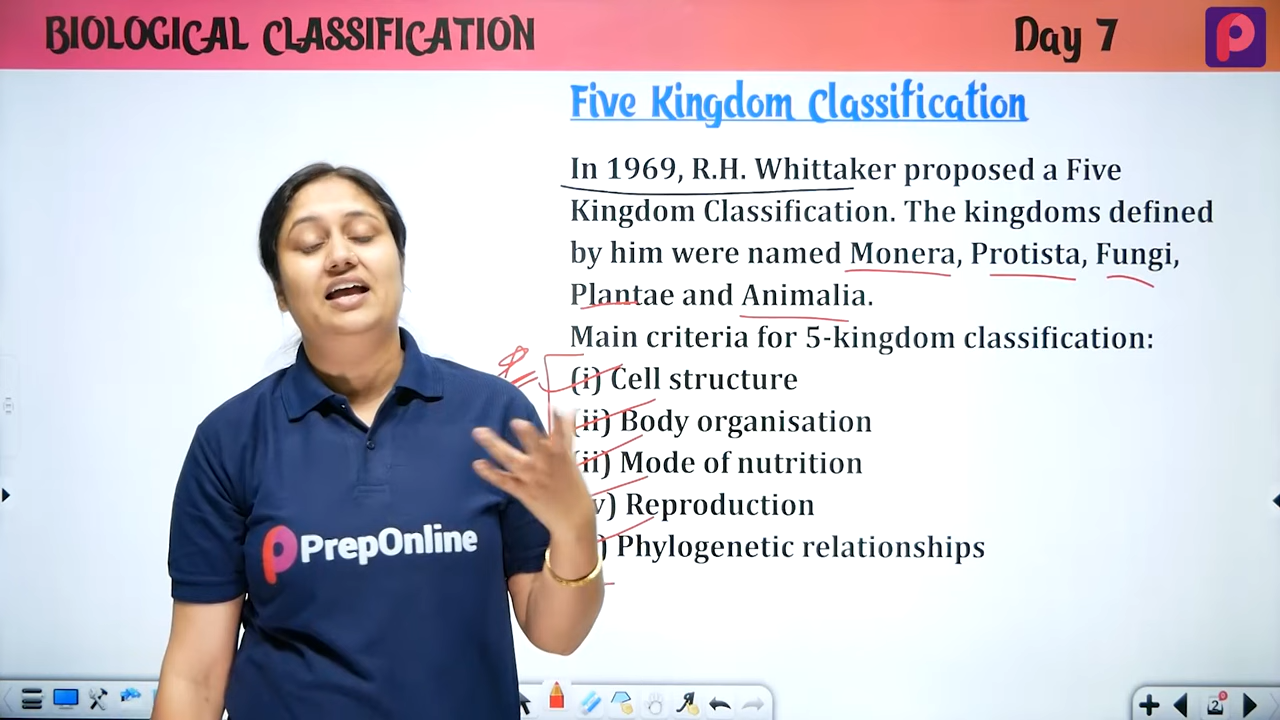 BIOLOGICAL CLASSIFICATION
Day 7
Five Kingdom Classification
In 1969, R.H. Whittaker proposed a Five
Kingdom Classification. The kingdoms defined
by him were named Monera, Protista, Fungi,
Plantae and Animalia.
Main criteria for 5-kingdom classification:
(i) Cell structure
(ii) Body organisation
(ii) Mode of nutrition
v) Reproduction
) Phylogenetic relationships
PrepOnline
2